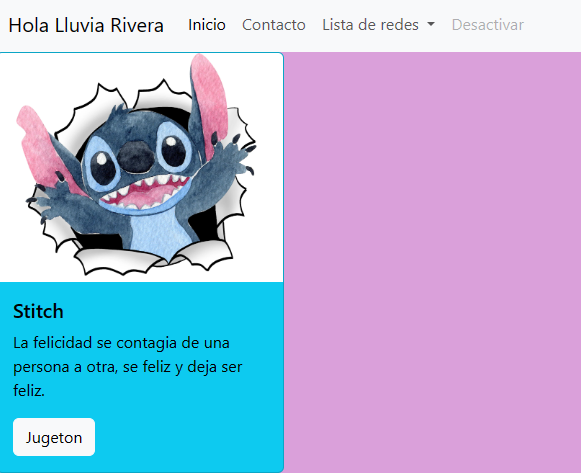 Hola Lluvia Rivera Inicio Contacto Lista de redes Desactivar
Stitch
La felicidad se contagia de una
persona a otra, se feliz y deja ser
feliz.
Jugeton